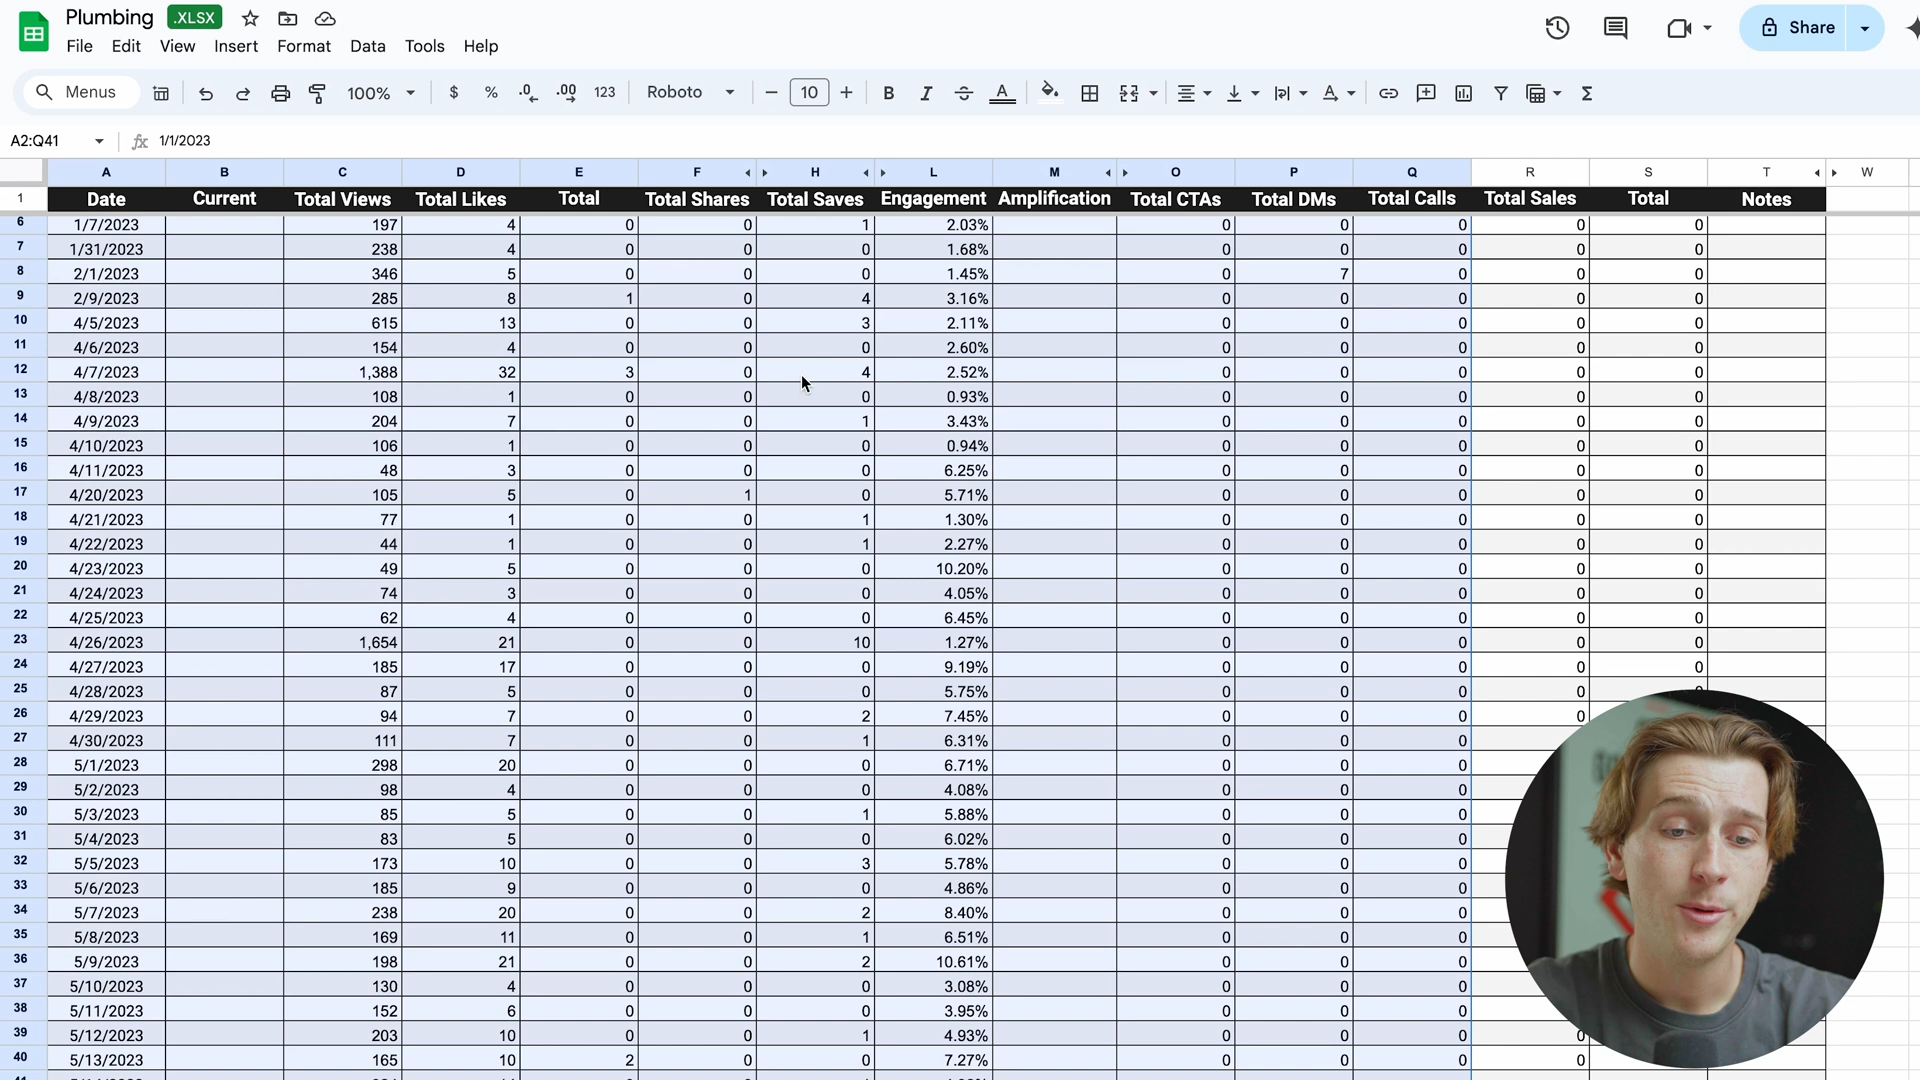 Plumbing .XLSX
File Edit View Insert Format Data Tools Help
Share
Menus 100% $ % .0 .00 123 Roboto 10 B I A Σ
A2:Q41 fx 1/1/2023
A B C D E F H L M O P Q R S T W
1 Date Current Total Views Total Likes Total Total Shares Total Saves Engagement Amplification Total CTAs Total DMs Total Calls Total Sales Total Notes
6 1/7/2023 197 4 0 0 1 2.03% 0 0 0 0 0
7 1/31/2023 238 4 0 0 0 1.68% 0 0 0 0 0
8 2/1/2023 346 5 0 0 0 1.45% 0 7 0 0 0
9 2/9/2023 285 8 1 0 4 3.16% 0 0 0 0 0
10 4/5/2023 615 13 0 0 3 2.11% 0 0 0 0 0
11 4/6/2023 154 4 0 0 0 2.60% 0 0 0 0 0
12 4/7/2023 1,388 32 3 0 4 2.52% 0 0 0 0 0
13 4/8/2023 108 1 0 0 0 0.93% 0 0 0 0 0
14 4/9/2023 204 7 0 0 1 3.43% 0 0 0 0 0
15 4/10/2023 106 1 0 0 0 0.94% 0 0 0 0 0
16 4/11/2023 48 3 0 0 0 6.25% 0 0 0 0 0
17 4/20/2023 105 5 0 1 0 5.71% 0 0 0 0 0
18 4/21/2023 77 1 0 0 1 1.30% 0 0 0 0 0
19 4/22/2023 44 1 0 0 1 2.27% 0 0 0 0 0
20 4/23/2023 49 5 0 0 0 10.20% 0 0 0 0 0
21 4/24/2023 74 3 0 0 0 4.05% 0 0 0 0 0
22 4/25/2023 62 4 0 0 0 6.45% 0 0 0 0 0
23 4/26/2023 1,654 21 0 0 10 1.27% 0 0 0 0 0
24 4/27/2023 185 17 0 0 0 9.19% 0 0 0 0 0
25 4/28/2023 87 5 0 0 0 5.75% 0 0 0 0 0
26 4/29/2023 94 7 0 0 2 7.45% 0 0 0 0
27 4/30/2023 111 7 0 0 1 6.31% 0 0 0
28 5/1/2023 298 20 0 0 0 6.71% 0 0 0
29 5/2/2023 98 4 0 0 0 4.08% 0 0 0
30 5/3/2023 85 5 0 0 1 5.88% 0 0 0
31 5/4/2023 83 5 0 0 0 6.02% 0 0 0
32 5/5/2023 173 10 0 0 3 5.78% 0 0 0
33 5/6/2023 185 9 0 0 0 4.86% 0 0 0
34 5/7/2023 238 20 0 0 2 8.40% 0 0 0
35 5/8/2023 169 11 0 0 1 6.51% 0 0 0
36 5/9/2023 198 21 0 0 2 10.61% 0 0 0
37 5/10/2023 130 4 0 0 0 3.08% 0 0 0
38 5/11/2023 152 6 0 0 0 3.95% 0 0 0
39 5/12/2023 203 10 0 0 1 4.93% 0 0 0 0
40 5/13/2023 165 10 2 0 0 7.27% 0 0 0 0